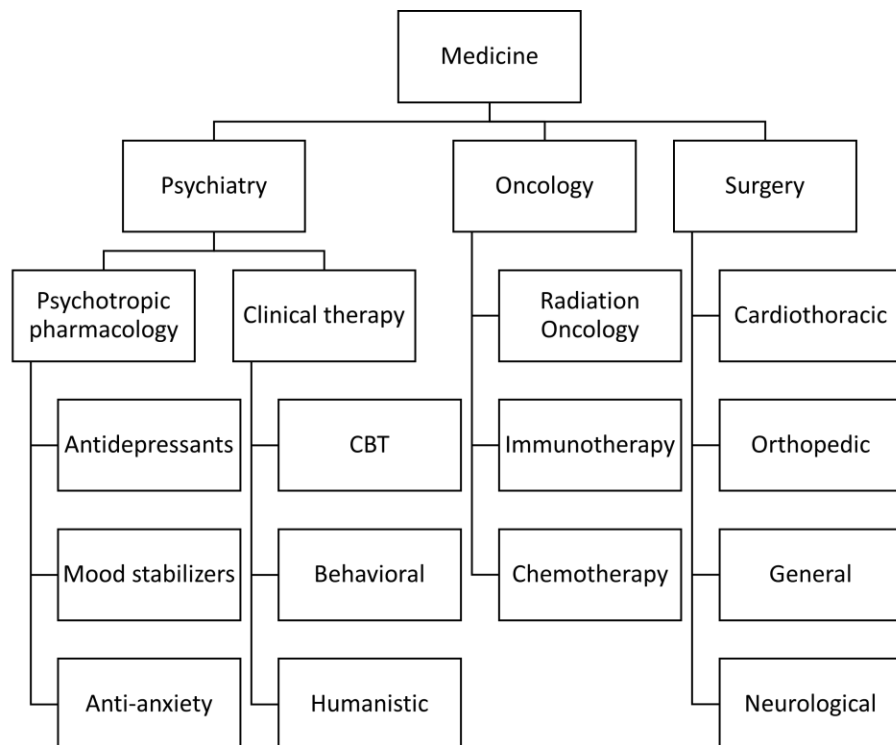 Medicine
Psychiatry
Oncology
Surgery
Psychotropic
pharmacology
Clinical therapy
Radiation
Oncology
Cardiothoracic
Antidepressants
CBT
Immunotherapy
Orthopedic
Mood stabilizers
Behavioral
Chemotherapy
General
Anti-anxiety
Humanistic
Neurological